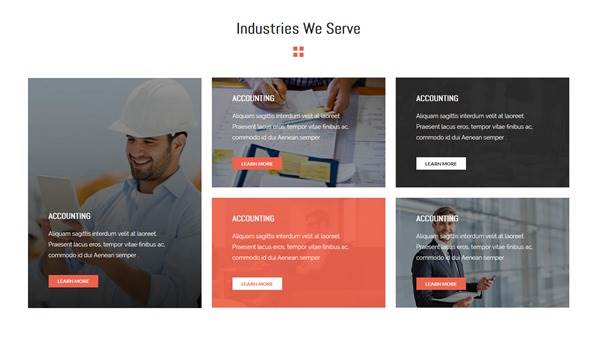 Industries We Serve
ACCOUNTING
Aliquam sagittis interdum velit at laoreet
Praesent lacus eros, tempor vitae finibus ac,
commodo id dui Aenean semper
LEARN MORE
ACCOUNTING
Aliquam sagittis interdum velit at laoreet
Praesent lacus eros, tempor vitae finibus ac,
commodo id dui Aenean semper
LEARN MORE
ACCOUNTING
Aliquam sagittis interdum velit at laoreet
Praesent lacus eros, tempor vitae finibus ac,
commodo id dui Aenean semper
LEARN MORE
ACCOUNTING
Aliquam sagittis interdum velit at laoreet
Praesent lacus eros, tempor vitae finibus ac,
commodo id dui Aenean semper
LEARN MORE
ACCOUNTING
Aliquam sagittis interdum velit at laoreet
Praesent lacus eros, tempor vitae finibus ac,
commodo id dui Aenean semper
LEARN MORE